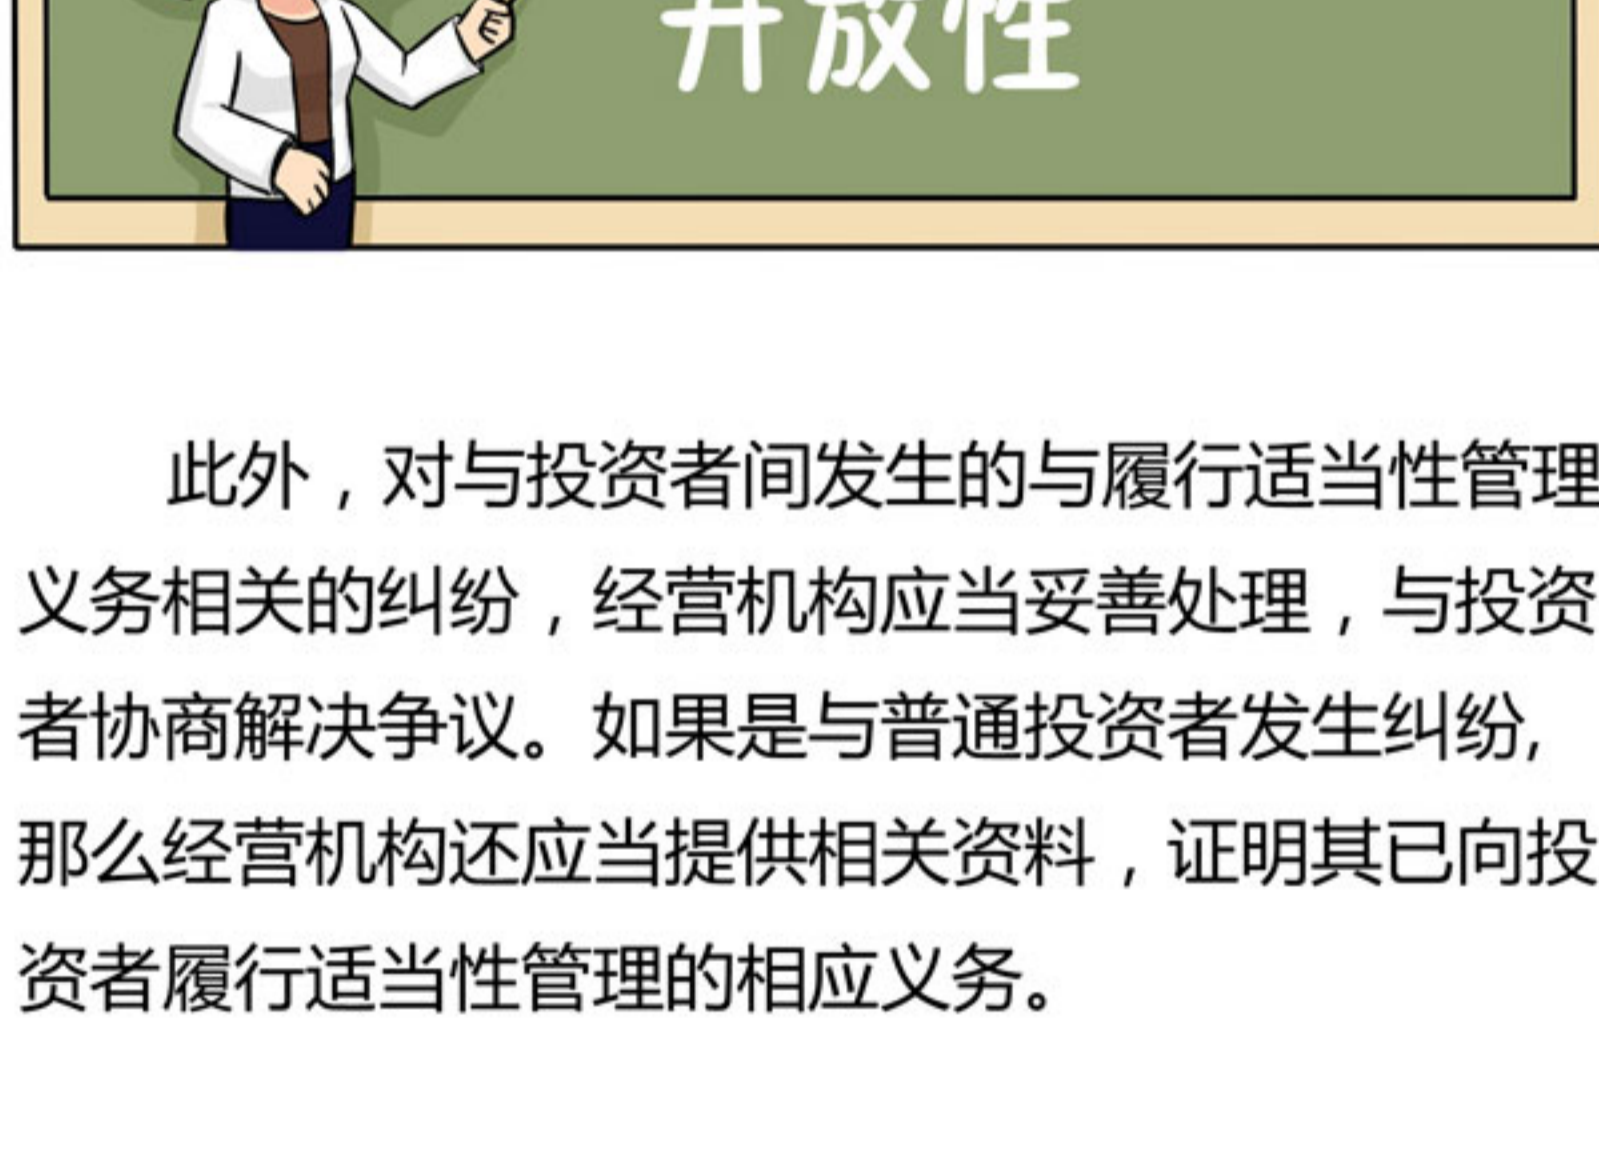 开放性
此外，对与投资者间发生的与履行适当性管理
义务相关的纠纷，经营机构应当妥善处理，与投资
者协商解决争议。如果是与普通投资者发生纠纷,
那么经营机构还应当提供相关资料，证明其已向投
资者履行适当性管理的相应义务。